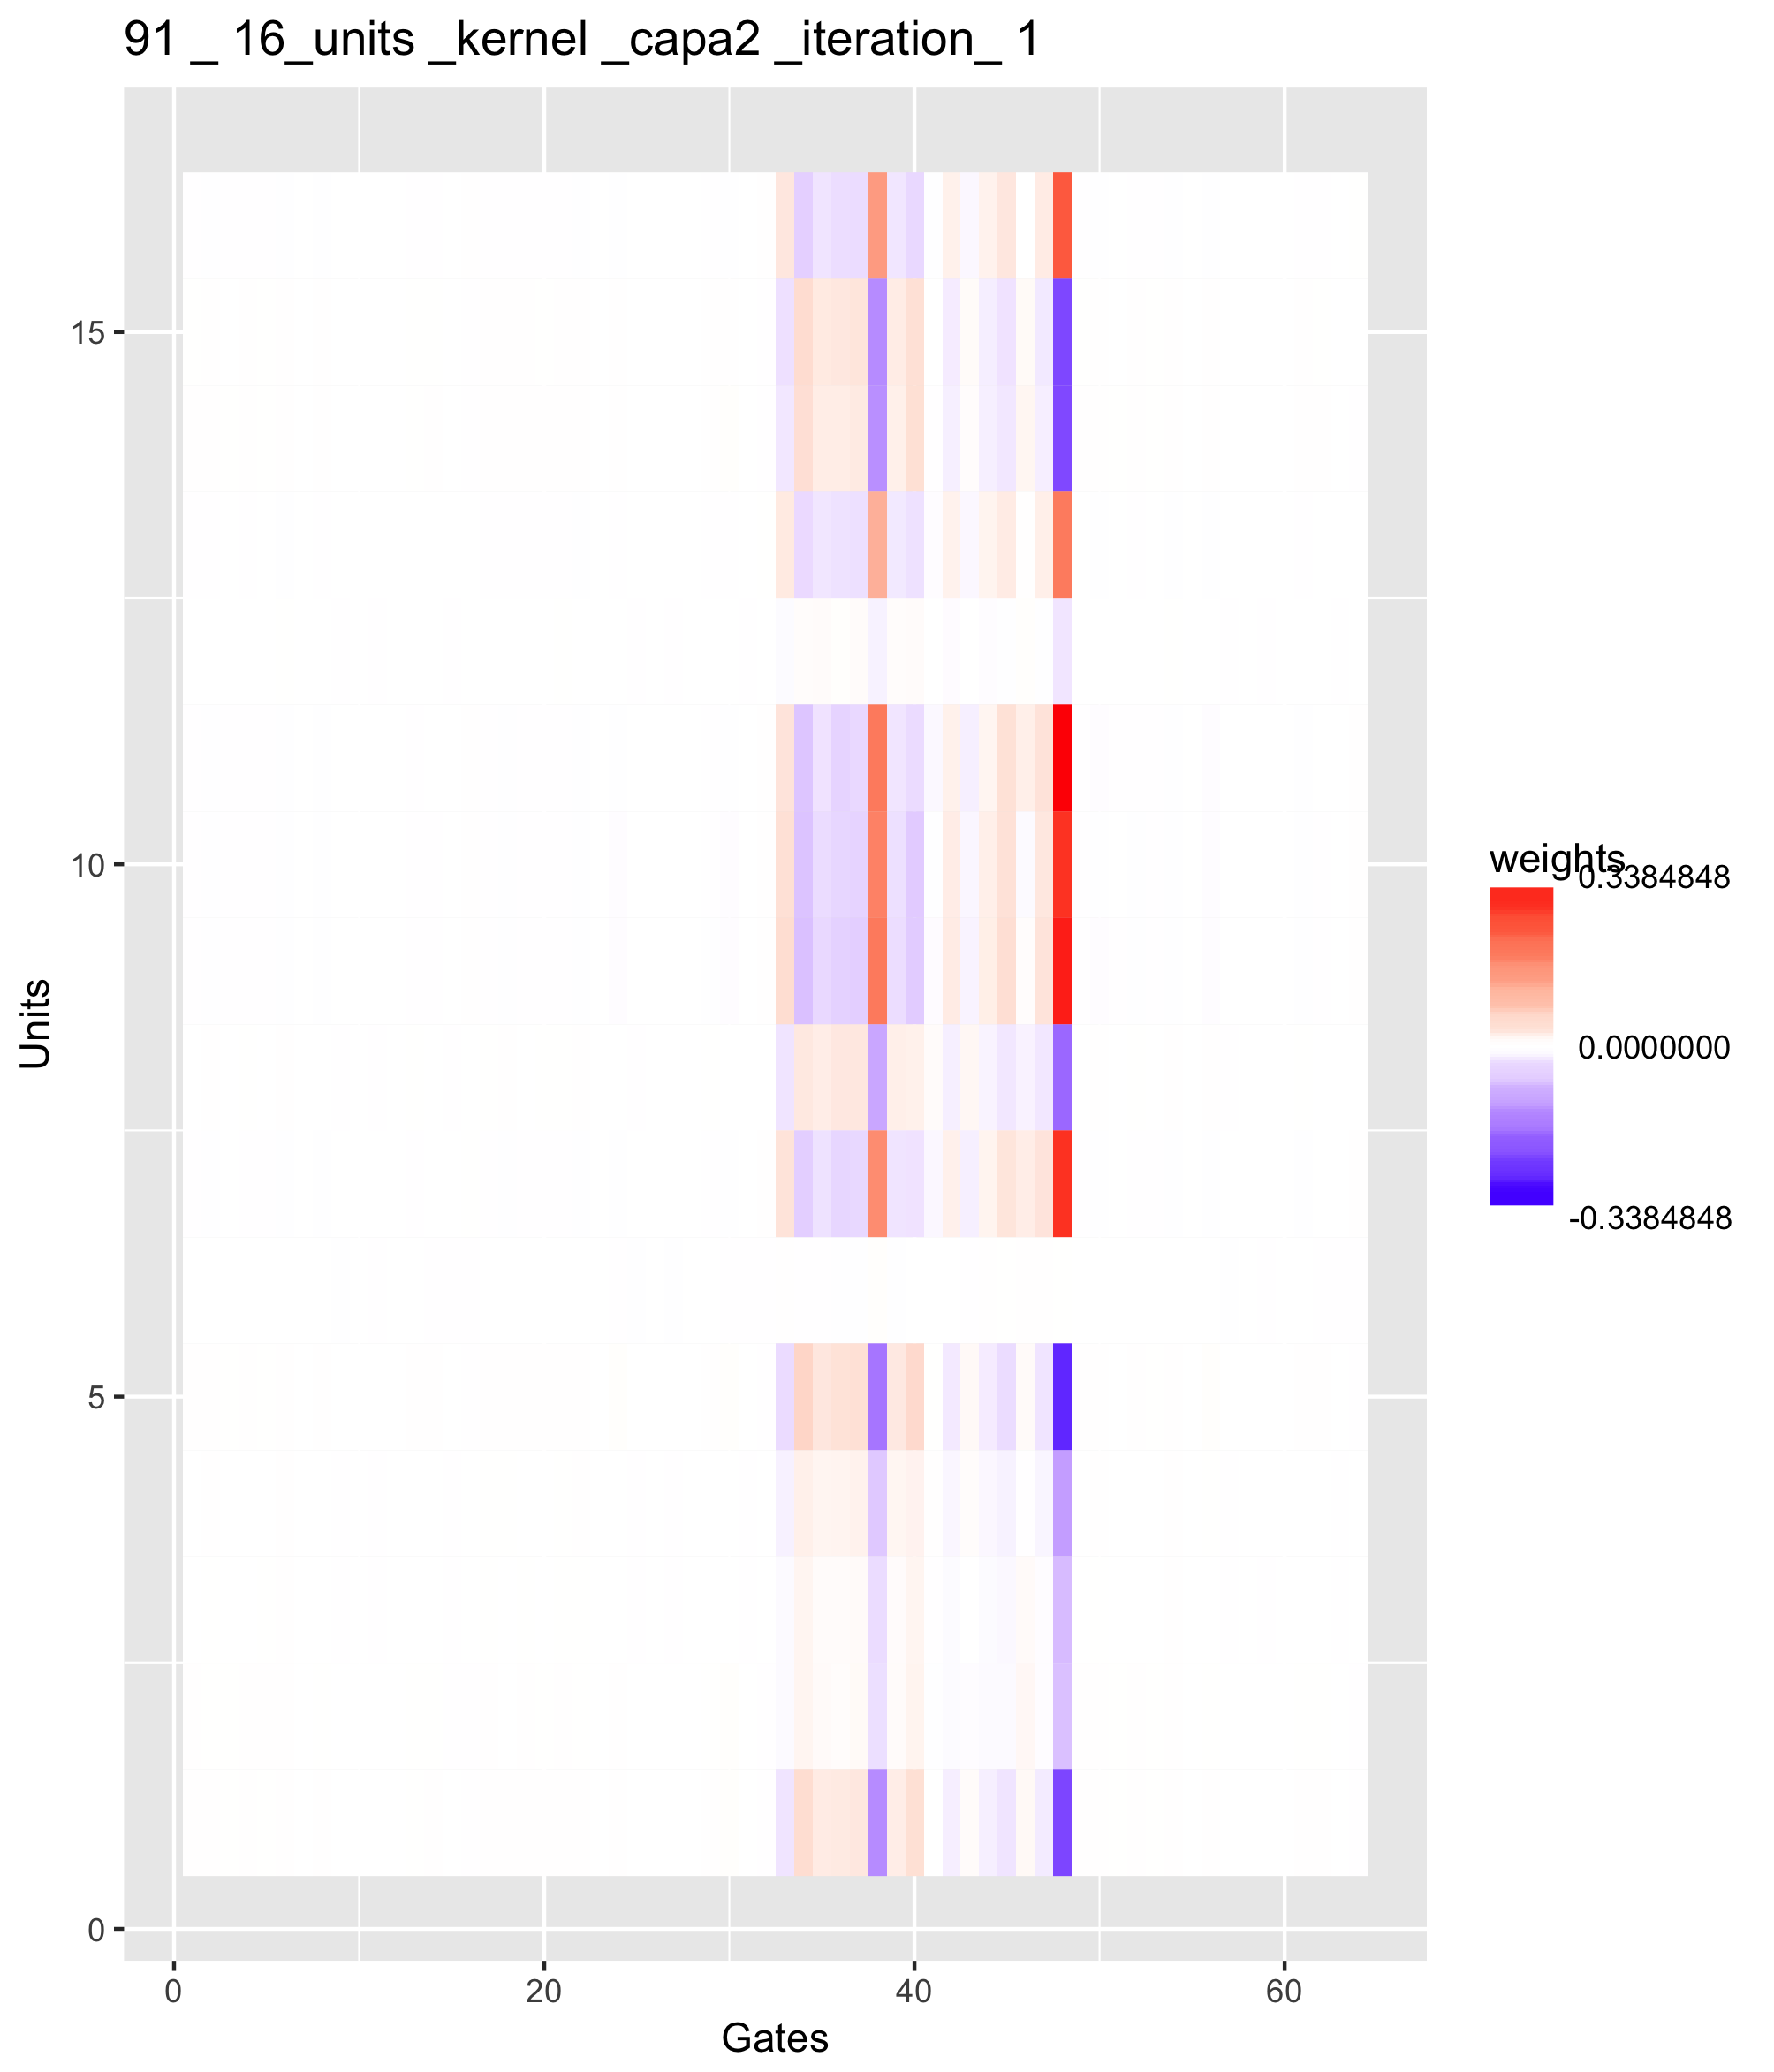 91 _ 16_units _kernel _capa2 _iteration_ 1
15
10
5
0
Units
0
20
40
60
Gates
weights
0.3384848
0.0000000
-0.3384848